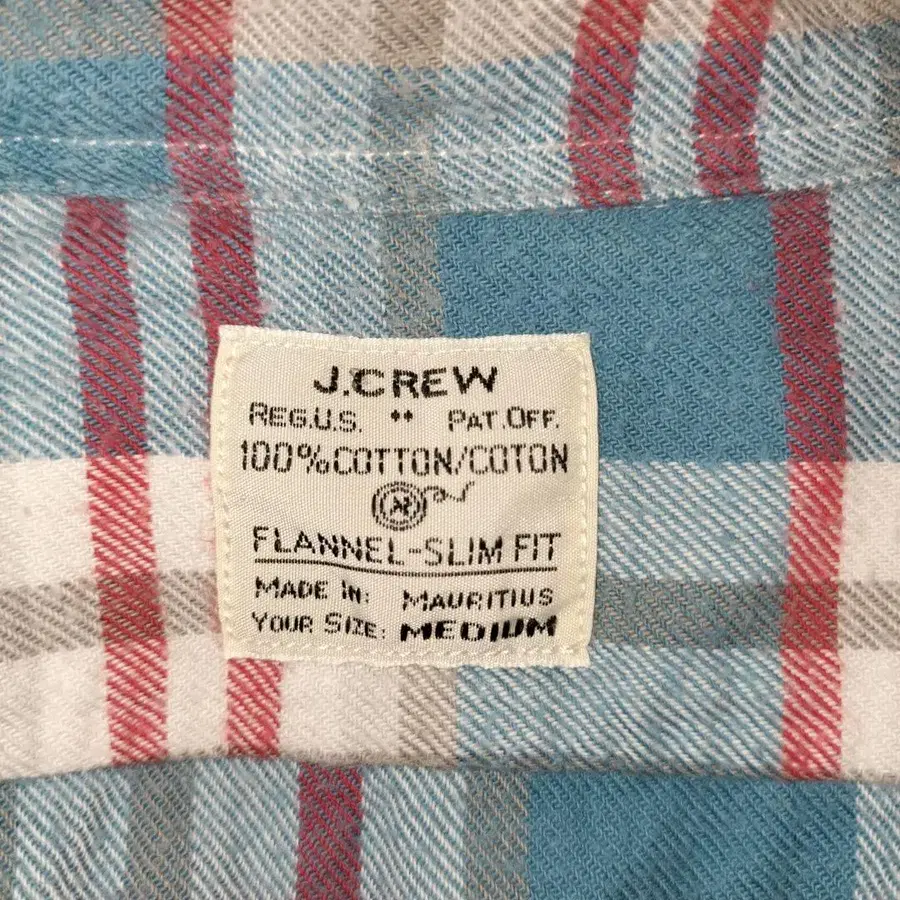 J.CREW
REG.U.S. ** PAT.OFF.
100%COTTON/COTON
FLANNEL-SLIM FIT
MADE IN: MAURITIUS
YOUR SIZE: MEDIUM